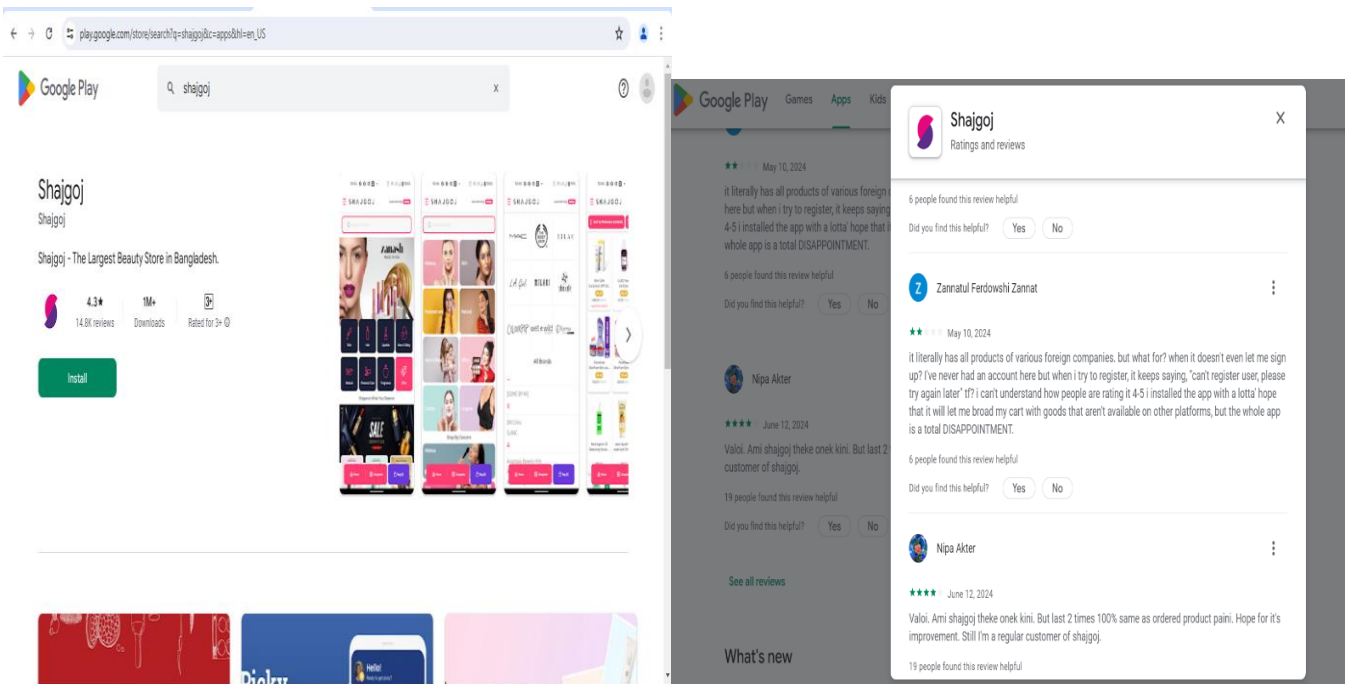 play.google.com/store/search?q=shajgoj&c=apps&hl=en_US
Google Play
shajgoj
X
Shajgoj
Shajgoj
Shajgoj - The Largest Beauty Store in Bangladesh.
4.3★
14.8K reviews
1M+
Downloads
3+
Rated for 3+
Install
SHAJGOJ
SHAJGOJ
SHAJGOJ
SHAJGOJ
SALE
MILANI
All Brands
Hello!
Picky
Google Play
Games
Apps
Kids
May 10, 2024
it literally has all products of various foreign
here but when i try to register, it keeps saying
4-5 i installed the app with a lotta' hope that
whole app is a total DISAPPOINTMENT.
6 people found this review helpful
Did you find this helpful?
Yes
No
Nipa Akter
June 12, 2024
Valoi. Ami shajgoj theke onek kini. But last 2
customer of shajgoj.
19 people found this review helpful
Did you find this helpful?
Yes
No
See all reviews
What's new
Shajgoj
Ratings and reviews
X
6 people found this review helpful
Did you find this helpful?
Yes
No
Z
Zannatul Ferdowshi Zannat
May 10, 2024
it literally has all products of various foreign companies. but what for? when it doesn't even let me sign
up? I've never had an account here but when i try to register, it keeps saying, "can't register user, please
try again later" tf? i can't understand how people are rating it 4-5 i installed the app with a lotta' hope
that it will let me broad my cart with goods that aren't available on other platforms, but the whole app
is a total DISAPPOINTMENT.
6 people found this review helpful
Did you find this helpful?
Yes
No
Nipa Akter
June 12, 2024
Valoi. Ami shajgoj theke onek kini. But last 2 times 100% same as ordered product paini. Hope for it's
improvement. Still I'm a regular customer of shajgoj.
19 people found this review helpful